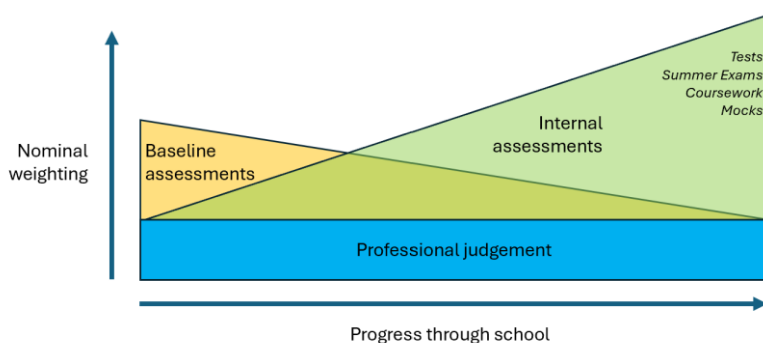 Tests
Summer Exams
Coursework
Mocks
Nominal
weighting
Baseline
assessments
Internal
assessments
Professional judgement
Progress through school